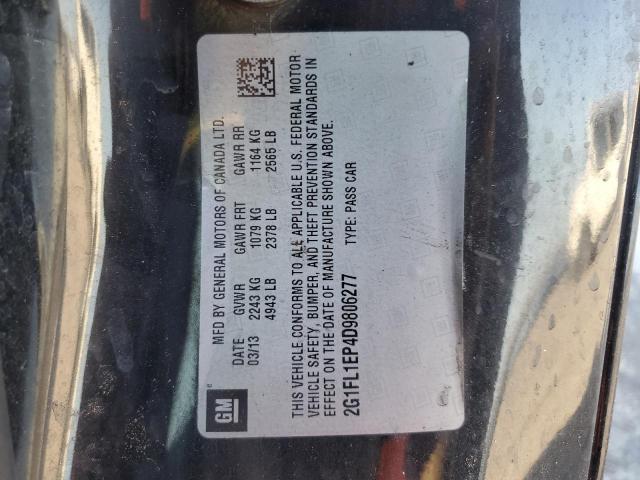 MFD BY GENERAL MOTORS OF CANADA LTD.
DATE GVWR GAWR FRT GAWR RR
03/13 2243 KG 1079 KG 1164 KG
4943 LB 2378 LB 2565 LB
THIS VEHICLE CONFORMS TO ALL APPLICABLE U.S. FEDERAL MOTOR
VEHICLE SAFETY, BUMPER, AND THEFT PREVENTION STANDARDS IN
EFFECT ON THE DATE OF MANUFACTURE SHOWN ABOVE.
2G1FL1EP4D9806277 TYPE: PASS CAR
GM